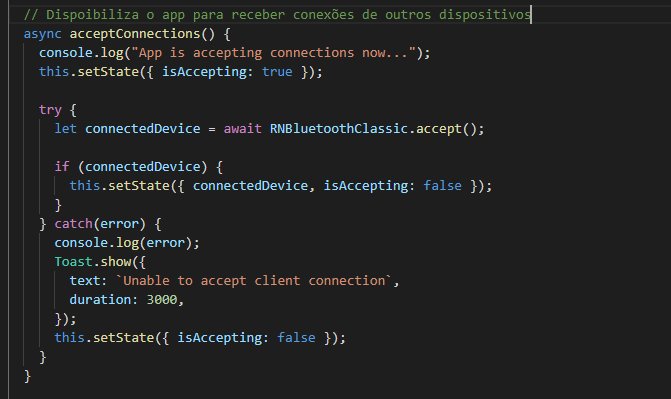 // Dispoibiliza o app para receber conexões de outros dispositivos
async acceptConnections() {
console.log("App is accepting connections now...");
this.setState({ isAccepting: true });
try {
let connectedDevice = await RNBluetoothClassic.accept();
if (connectedDevice) {
this.setState({ connectedDevice, isAccepting: false });
}
} catch(error) {
console.log(error);
Toast.show({
text: `Unable to accept client connection`,
duration: 3000,
});
this.setState({ isAccepting: false });
}
}